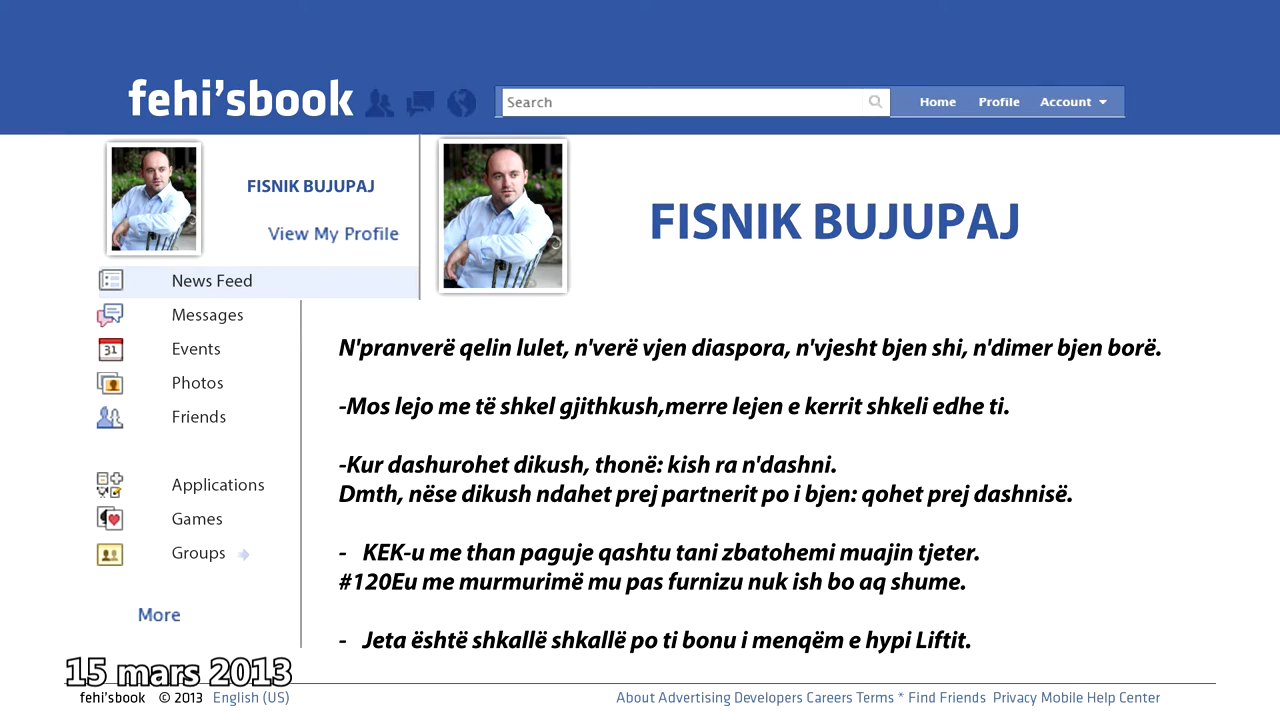 fehi'sbook
Search
Home Profile Account
FISNIK BUJUPAJ
View My Profile
FISNIK BUJUPAJ
News Feed
Messages
31 Events
Photos
Friends
Applications
Games
Groups
More
N'pranverë qelin lulet, n'verë vjen diaspora, n'vjesht bjen shi, n'dimer bjen borë.
-Mos lejo me të shkel gjithkush,merre lejen e kerrit shkeli edhe ti.
-Kur dashurohet dikush, thonë: kish ra n'dashni.
Dmth, nëse dikush ndahet prej partnerit po i bjen: qohet prej dashnisë.
- KEK-u me than paguje qashtu tani zbatohemi muajin tjeter.
#120Eu me murmurimë mu pas furnizu nuk ish bo aq shume.
- Jeta është shkallë shkallë po ti bonu i menqëm e hypi Liftit.
15 mars 2013
fehi'sbook © 2013 English (US)
About Advertising Developers Careers Terms * Find Friends Privacy Mobile Help Center